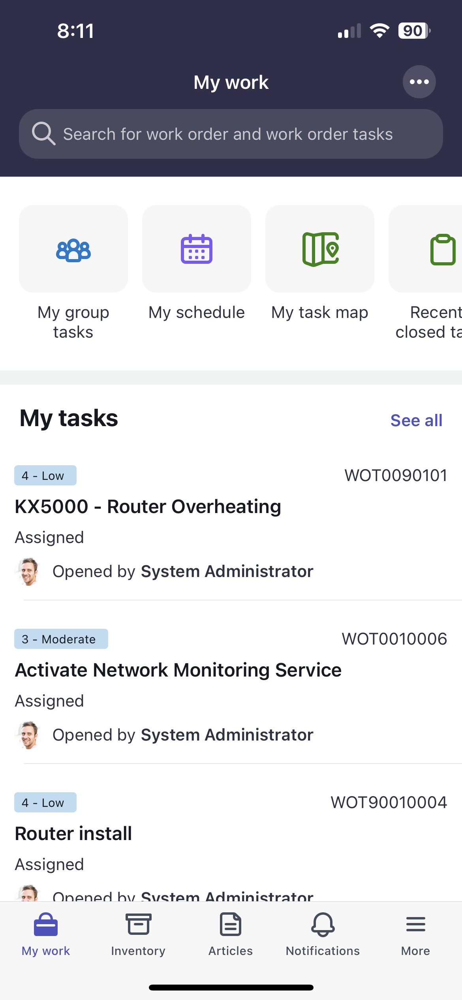 8:11
90
My work
Search for work order and work order tasks
My group
tasks
My schedule
My task map
Recent
closed ta
My tasks
See all
4 - Low
WOT0090101
KX5000 - Router Overheating
Assigned
Opened by System Administrator
3 - Moderate
WOT0010006
Activate Network Monitoring Service
Assigned
Opened by System Administrator
4 - Low
WOT90010004
Router install
Assigned
Opened by System Administrator
My work
Inventory
Articles
Notifications
More